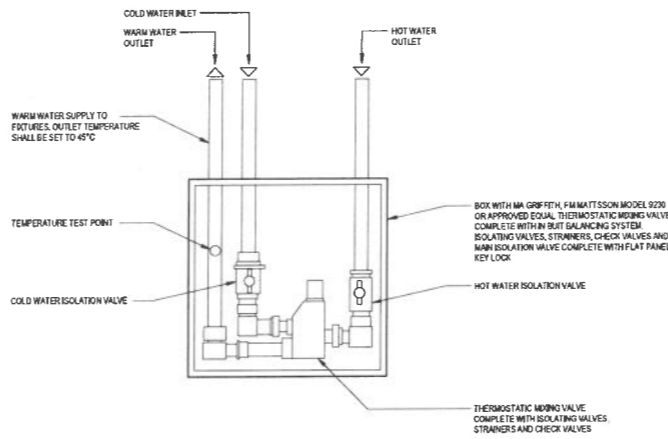 COLD WATER INLET
WARM WATER
OUTLET
HOT WATER
OUTLET
WARM WATER SUPPLY TO
FIXTURES. OUTLET TEMPERATURE
SHALL BE SET TO 45°C
BOX WITH MA GRIFFITH, FM MATTSSON MODEL 9230
OR APPROVED EQUAL THERMOSTATIC MIXING VALVE
COMPLETE WITH IN BUIT BALANCING SYSTEM.
ISOLATING VALVES, STRAINERS, CHECK VALVES AND
MAIN ISOLATION VALVE COMPLETE WITH FLAT PANEL
KEY LOCK
TEMPERATURE TEST POINT
COLD WATER ISOLATION VALVE
HOT WATER ISOLATION VALVE
THERMOSTATIC MIXING VALVE
COMPLETE WITH ISOLATING VALVES,
STRAINERS AND CHECK VALVES